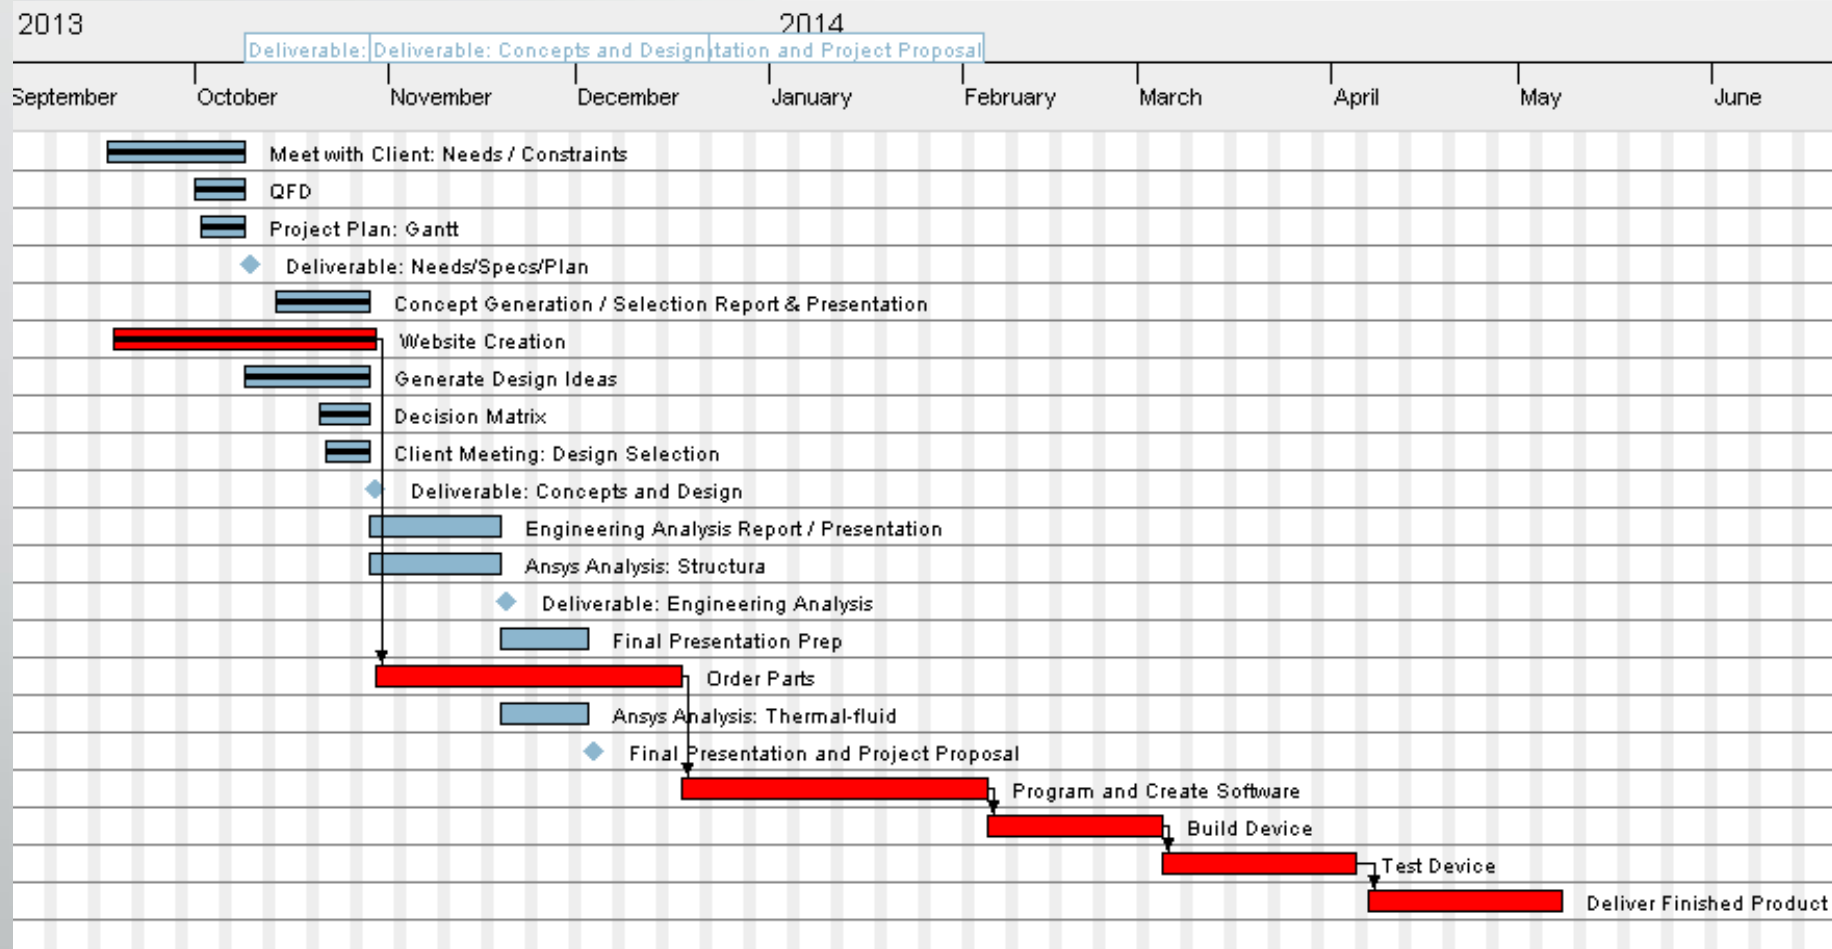 2013 2014
Deliverable: Deliverable: Concepts and Design tation and Project Proposal
September October November December January February March April May June
Meet with Client: Needs / Constraints
QFD
Project Plan: Gantt
Deliverable: Needs/Specs/Plan
Concept Generation / Selection Report & Presentation
Website Creation
Generate Design Ideas
Decision Matrix
Client Meeting: Design Selection
Deliverable: Concepts and Design
Engineering Analysis Report / Presentation
Ansys Analysis: Structura
Deliverable: Engineering Analysis
Final Presentation Prep
Order Parts
Ansys Analysis: Thermal-fluid
Final Presentation and Project Proposal
Program and Create Software
Build Device
Test Device
Deliver Finished Product